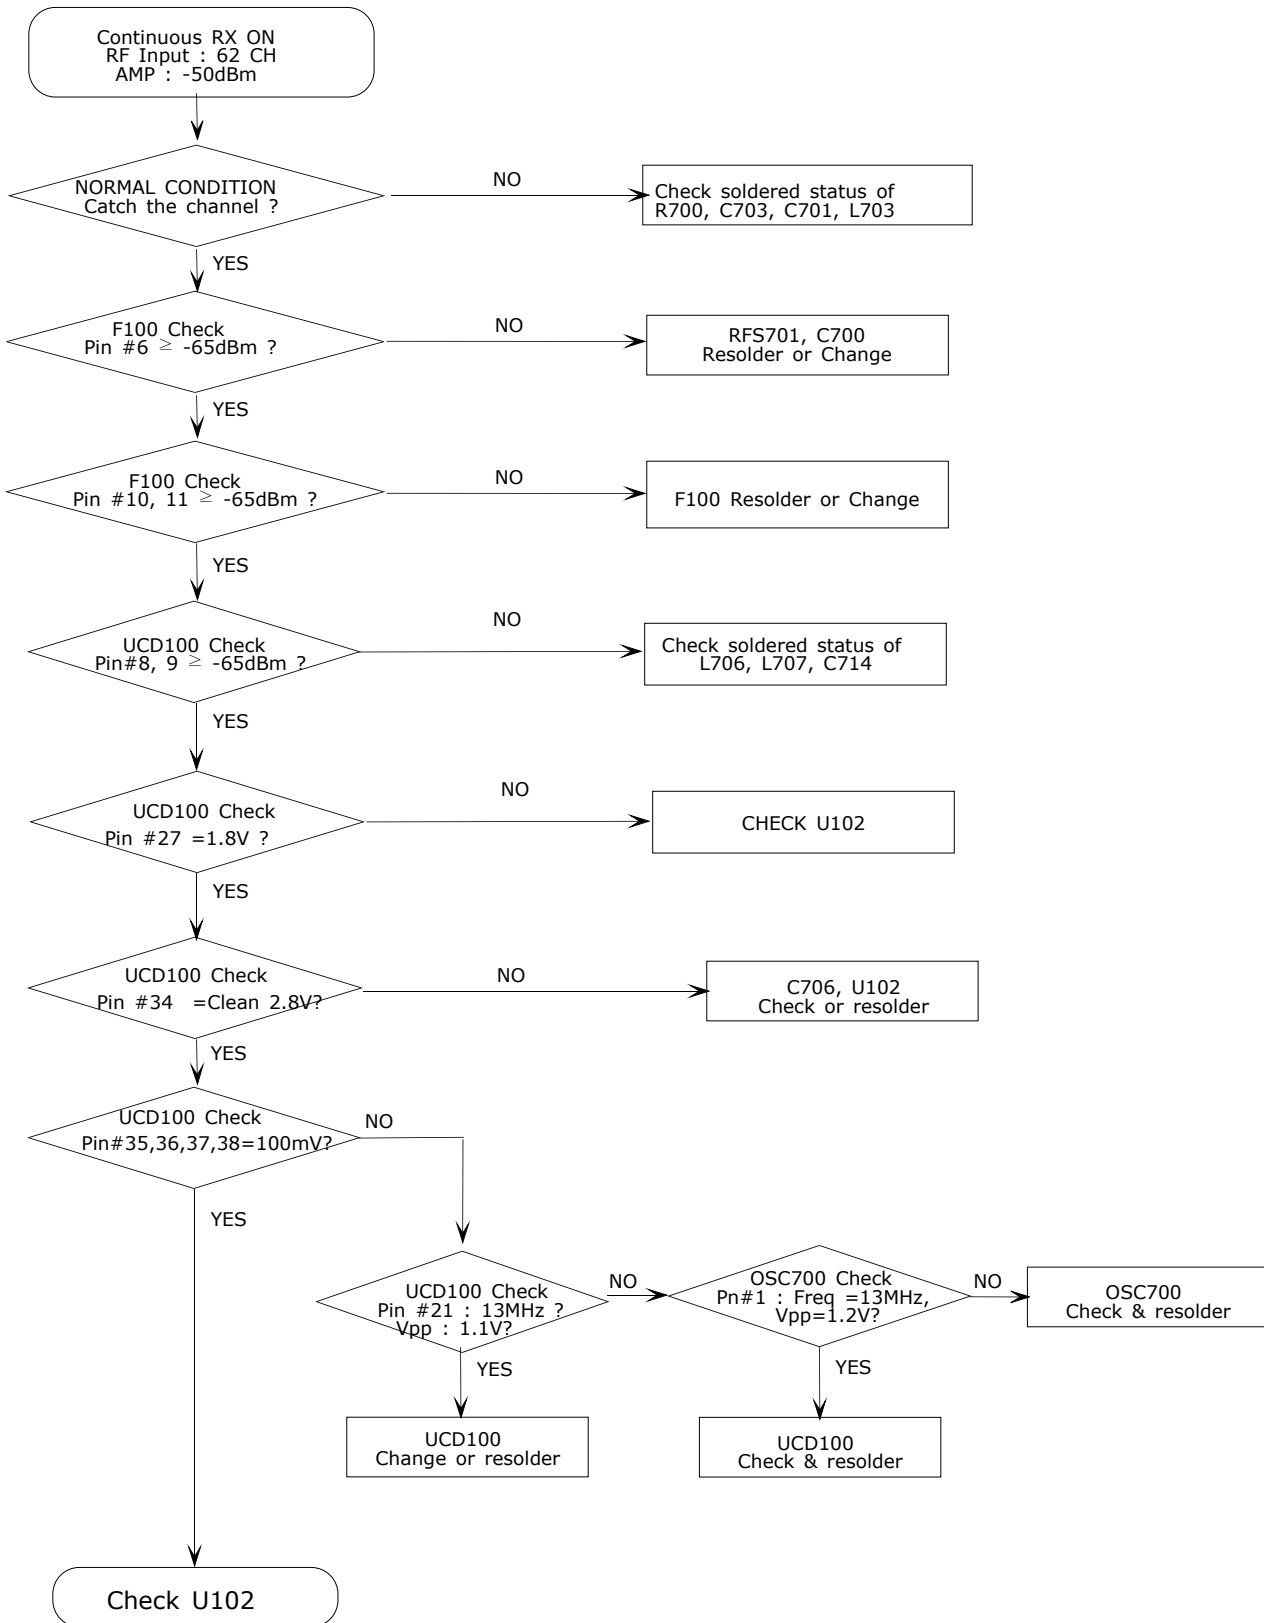 Continuous RX ON
RF Input : 62 CH
AMP : -50dBm
NORMAL CONDITION
Catch the channel ?
NO
Check soldered status of
R700, C703, C701, L703
YES
F100 Check
Pin #6 ≥ -65dBm ?
NO
RFS701, C700
Resolder or Change
YES
F100 Check
Pin #10, 11 ≥ -65dBm ?
NO
F100 Resolder or Change
YES
UCD100 Check
Pin#8, 9 ≥ -65dBm ?
NO
Check soldered status of
L706, L707, C714
YES
UCD100 Check
Pin #27 =1.8V ?
NO
CHECK U102
YES
UCD100 Check
Pin #34 =Clean 2.8V?
NO
C706, U102
Check or resolder
YES
UCD100 Check
Pin#35,36,37,38=100mV?
NO
YES
UCD100 Check
Pin #21 : 13MHz ?
Vpp : 1.1V?
NO
OSC700 Check
Pn#1 : Freq =13MHz,
Vpp=1.2V?
NO
OSC700
Check & resolder
YES
YES
UCD100
Change or resolder
UCD100
Check & resolder
Check U102